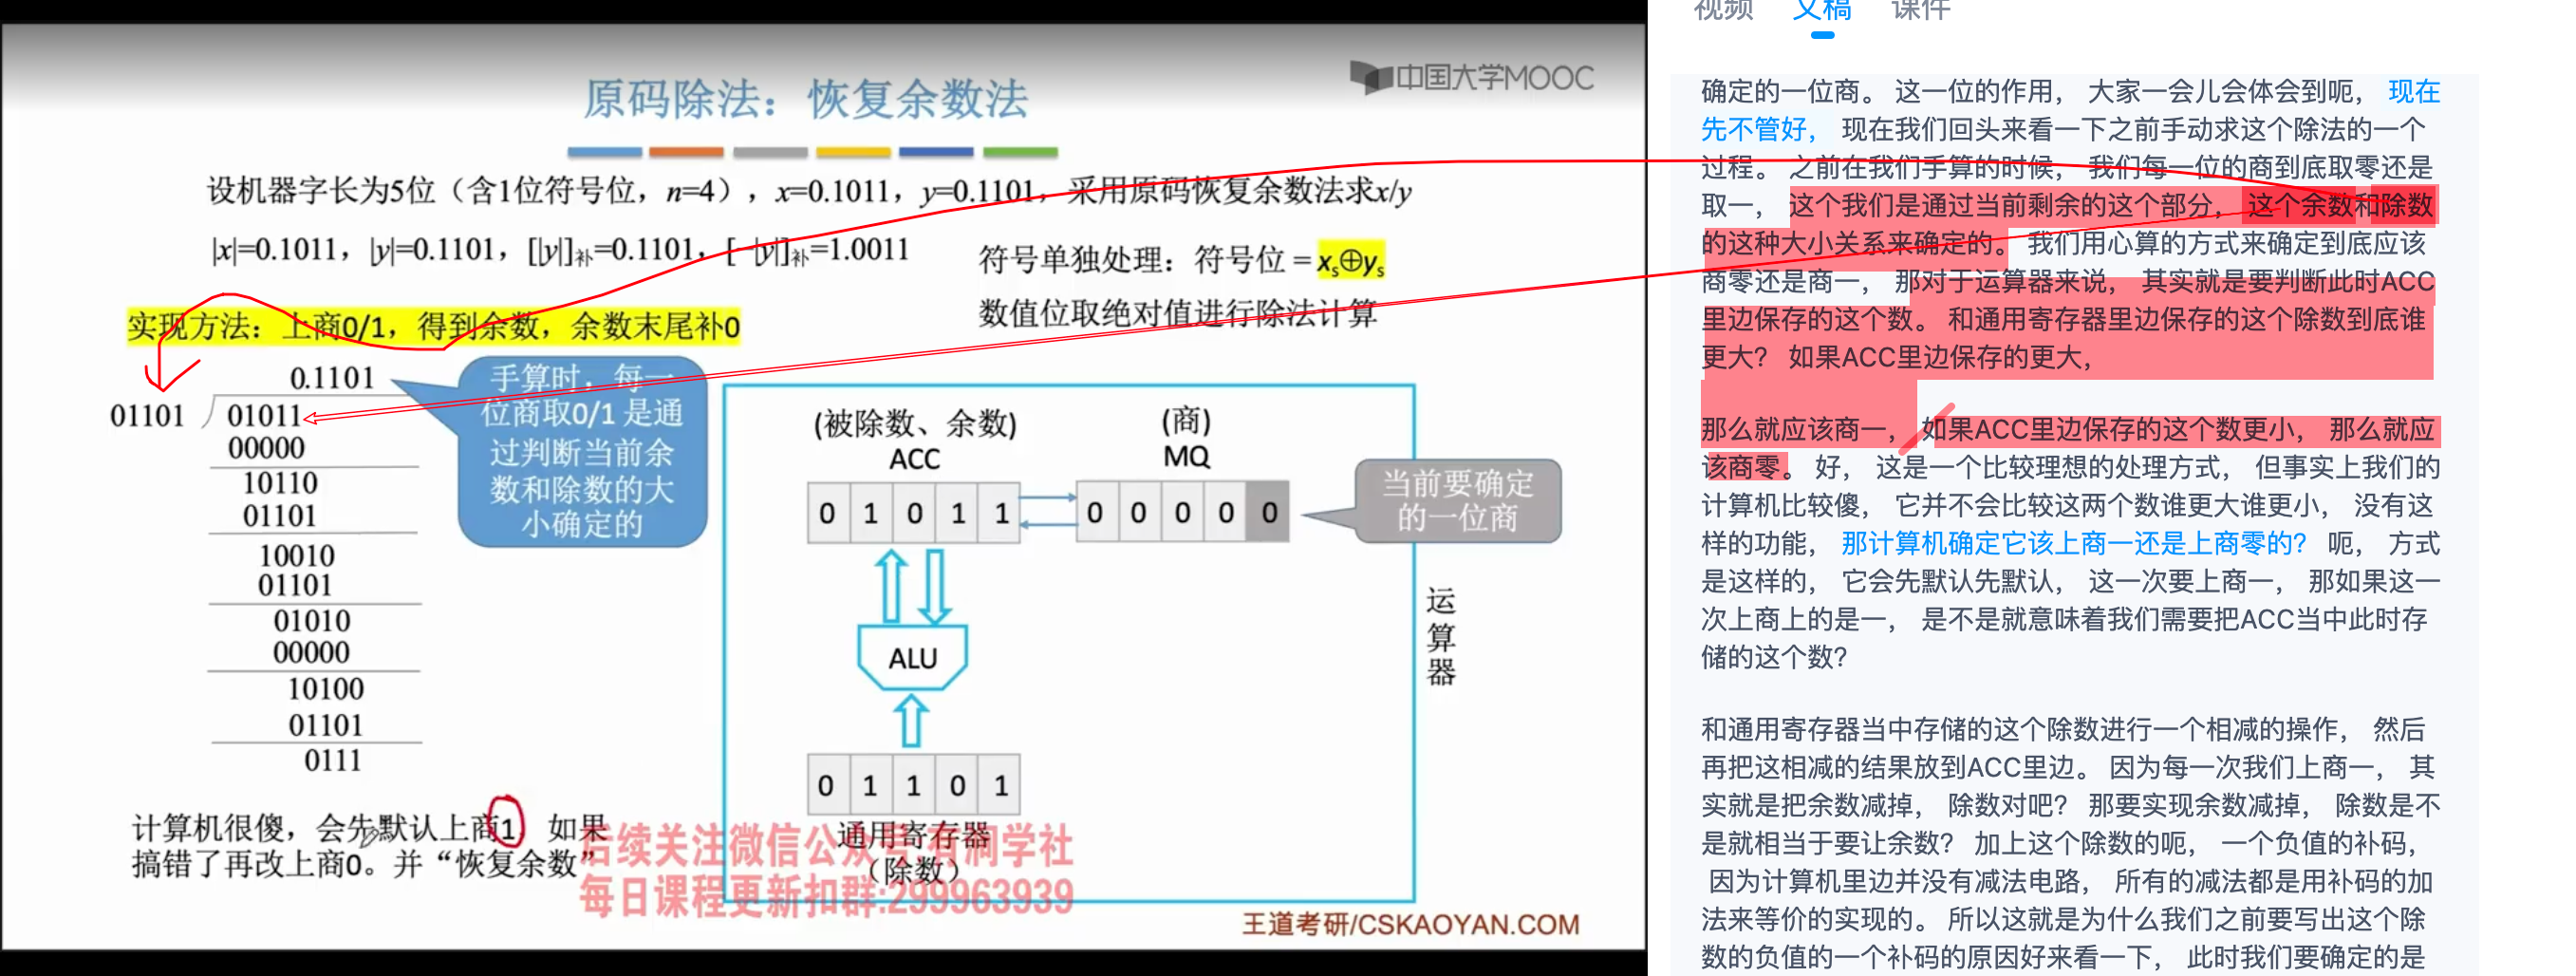 中国大学MOOC
原码除法：恢复余数法
设机器字长为5位（含1位符号位，n=4），x=0.1011，y=0.1101，采用原码恢复余数法求x/y
|x|=0.1011，|y|=0.1101，[|y|]补=0.1101，[-|y|]补=1.0011
符号单独处理：符号位 = xs⊕ys
数值位取绝对值进行除法计算
实现方法：上商0/1，得到余数，余数末尾补0
0.1101
01101
01011
00000
10110
01101
10010
01101
01010
00000
10100
01101
0111
手算时，每一
位商取0/1 是通
过判断当前余
数和除数的大
小确定的
(被除数、余数)
ACC
(商)
MQ
0 1 0 1 1
0 0 0 0 0
当前要确定
的一位商
ALU
运算器
0 1 1 0 1
通用寄存器
（除数）
计算机很傻，会先默认上商1，如果
搞错了再改上商0。并“恢复余数”
后续关注微信公众号:有洞学社
每日课程更新扣群:299963939
王道考研/CSKAOYAN.COM
视频 文稿 课件
确定的一位商。 这一位的作用， 大家一会儿会体会到呃， 现在
先不管好， 现在我们回头来看一下之前手动求这个除法的一个
过程。 之前在我们手算的时候， 我们每一位的商到底取零还是
取一， 这个我们是通过当前剩余的这个部分， 这个余数和除数
的这种大小关系来确定的。 我们用心算的方式来确定到底应该
商零还是商一， 那对于运算器来说， 其实就是要判断此时ACC
里边保存的这个数。 和通用寄存器里边保存的这个除数到底谁
更大？ 如果ACC里边保存的更大，
那么就应该商一， 如果ACC里边保存的这个数更小， 那么就应
该商零。 好， 这是一个比较理想的处理方式， 但事实上我们的
计算机比较傻， 它并不会比较这两个数谁更大谁更小， 没有这
样的功能， 那计算机确定它该上商一还是上商零的？ 呃， 方式
是这样的， 它会先默认先默认， 这一次要上商一， 那如果这一
次上商上的是一， 是不是就意味着我们需要把ACC当中此时存
储的这个数？
和通用寄存器当中存储的这个除数进行一个相减的操作， 然后
再把这相减的结果放到ACC里边。 因为每一次我们上商一， 其
实就是把余数减掉， 除数对吧？ 那要实现余数减掉， 除数是不
是就相当于要让余数？ 加上这个除数的呃， 一个负值的补码，
因为计算机里边并没有减法电路， 所有的减法都是用补码的加
法来等价的实现的。 所以这就是为什么我们之前要写出这个除
数的负值的一个补码的原因好来看一下， 此时我们要确定的是